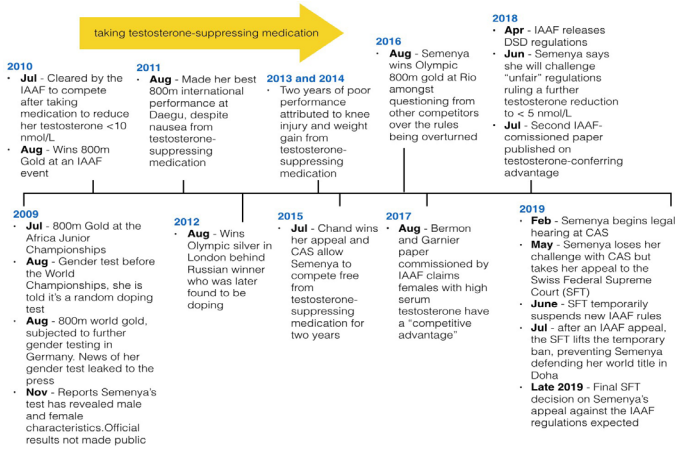 taking testosterone-suppressing medication
2010
· Jul - Cleared by the
IAAF to compete
after taking
medication to reduce
her testosterone <10
nmol/L
· Aug - Wins 800m
Gold at an IAAF
event
2011
Aug - Made her best
800m international
performance at
Daegu, despite
nausea from
testosterone-
suppressing
medication
2013 and 2014
· Two years of poor
performance
attributed to knee
injury and weight
gain from
testosterone-
suppressing
medication
2016
· Aug - Semenya
wins Olympic
800m gold at Rio
amongst
questioning from
other competitors
over the rules
being overturned
2018
· Apr - IAAF releases
DSD regulations
· Jun - Semenya says
she will challenge
“unfair” regulations
ruling a further
testosterone reduction
to < 5 nmol/L
· Jul - Second IAAF-
comissioned paper
published on
testosterone-conferring
advantage
2009
· Jul - 800m Gold at the
Africa Junior
Championships
· Aug - Gender test before
the World
Championships, she is
told it’s a random doping
test
· Aug - 800m world gold,
subjected to further
gender testing in
Germany. News of her
gender test leaked to the
press
· Nov - Reports Semenya’s
test has revealed male
and female
characteristics.Official
results not made public
2012
· Aug - Wins
Olympic silver in
London behind
Russian winner
who was later
found to be
doping
2015
· Jul - Chand wins
her appeal and
CAS allow
Semenya to
compete free
from
testosterone-
suppressing
medication for
two years
2017
· Aug - Bermon
and Garnier
paper
commissioned by
IAAF claims
females with high
serum
testosterone have
a “competitive
advantage”
2019
· Feb - Semenya begins legal
hearing at CAS
· May - Semenya loses her
challenge with CAS but
takes her appeal to the
Swiss Federal Supreme
Court (SFT)
· June - SFT temporarily
suspends new IAAF rules
· Jul - after an IAAF appeal,
the SFT lifts the temporary
ban, preventing Semenya
defending her world title in
Doha
· Late 2019 - Final SFT
decision on Semenya’s
appeal against the IAAF
regulations expected